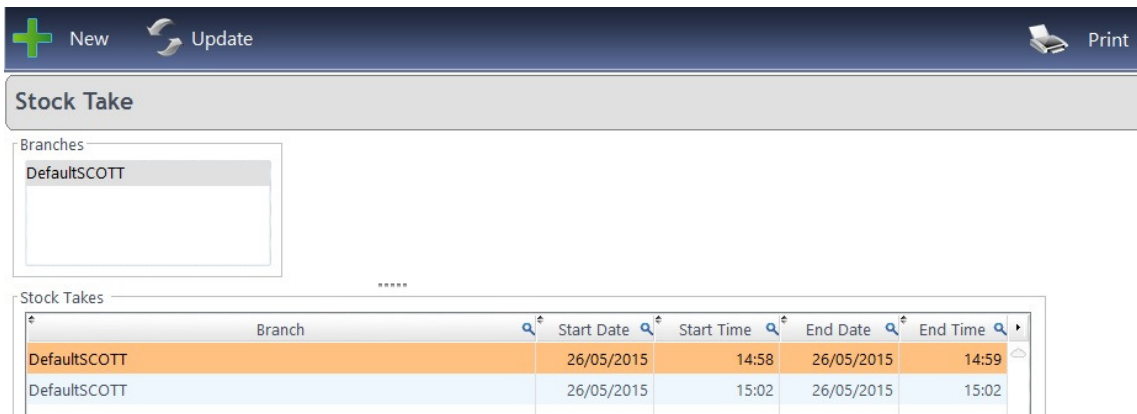 New Update Print
Stock Take
Branches
DefaultSCOTT
Stock Takes
Branch Start Date Start Time End Date End Time
DefaultSCOTT 26/05/2015 14:58 26/05/2015 14:59
DefaultSCOTT 26/05/2015 15:02 26/05/2015 15:02